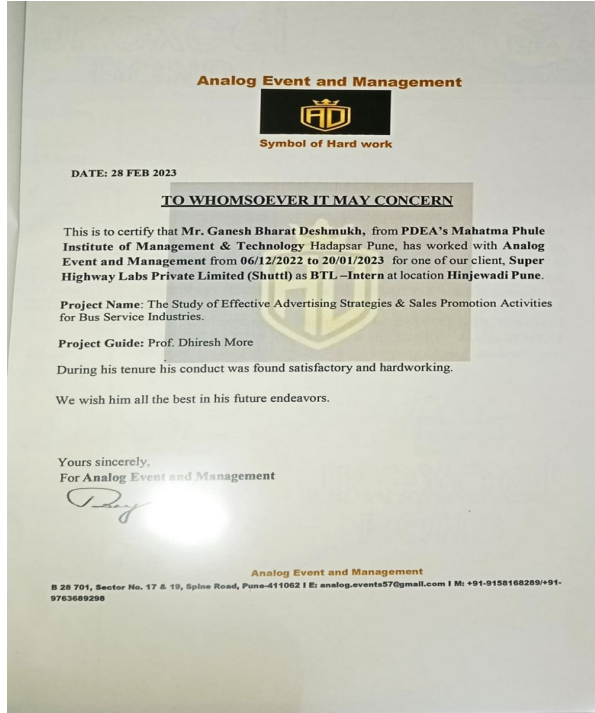 Analog Event and Management
AD
Symbol of Hard work
DATE: 28 FEB 2023
TO WHOMSOEVER IT MAY CONCERN
This is to certify that Mr. Ganesh Bharat Deshmukh, from PDEA's Mahatma Phule
Institute of Management & Technology Hadapsar Pune, has worked with Analog
Event and Management from 06/12/2022 to 20/01/2023 for one of our client, Super
Highway Labs Private Limited (Shuttl) as BTL –Intern at location Hinjewadi Pune.
Project Name: The Study of Effective Advertising Strategies & Sales Promotion Activities
for Bus Service Industries.
Project Guide: Prof. Dhiresh More
During his tenure his conduct was found satisfactory and hardworking.
We wish him all the best in his future endeavors.
Yours sincerely,
For Analog Event and Management
Analog Event and Management
B 28 701, Sector No. 17 & 19, Spine Road, Pune-411062 I E: analog.events57@gmail.com I M: +91-9158168289/+91-
9763689298